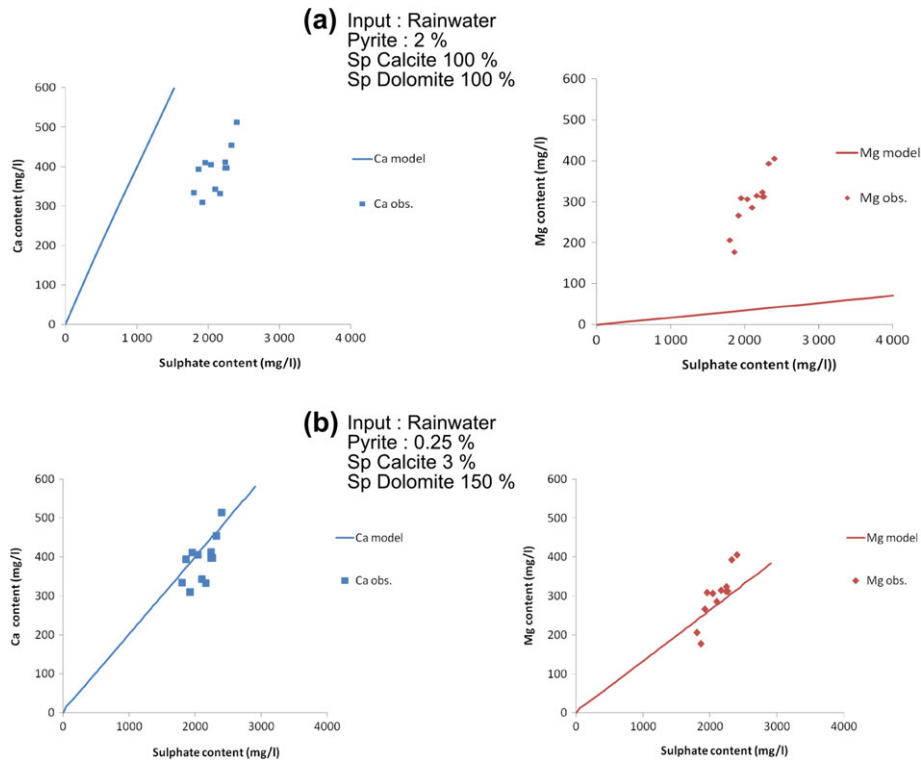 (a) Input : Rainwater
Pyrite : 2 %
Sp Calcite 100 %
Sp Dolomite 100 %
Ca content (mg/l)
600
500
400
300
200
100
0
0 1 000 2 000 3 000 4 000
Sulphate content (mg/l))
Ca model
Ca obs.
Mg content (mg/l)
600
500
400
300
200
100
0
0 1 000 2 000 3 000 4 000
Sulphate content (mg/l))
Mg model
Mg obs.
(b) Input : Rainwater
Pyrite : 0.25 %
Sp Calcite 3 %
Sp Dolomite 150 %
Ca content (mg/l)
600
500
400
300
200
100
0
0 1000 2000 3000 4000
Sulphate content (mg/l)
Ca model
Ca obs.
Mg content (mg/l)
600
500
400
300
200
100
0
0 1000 2000 3000 4000
Sulphate content (mg/l)
Mg model
Mg obs.